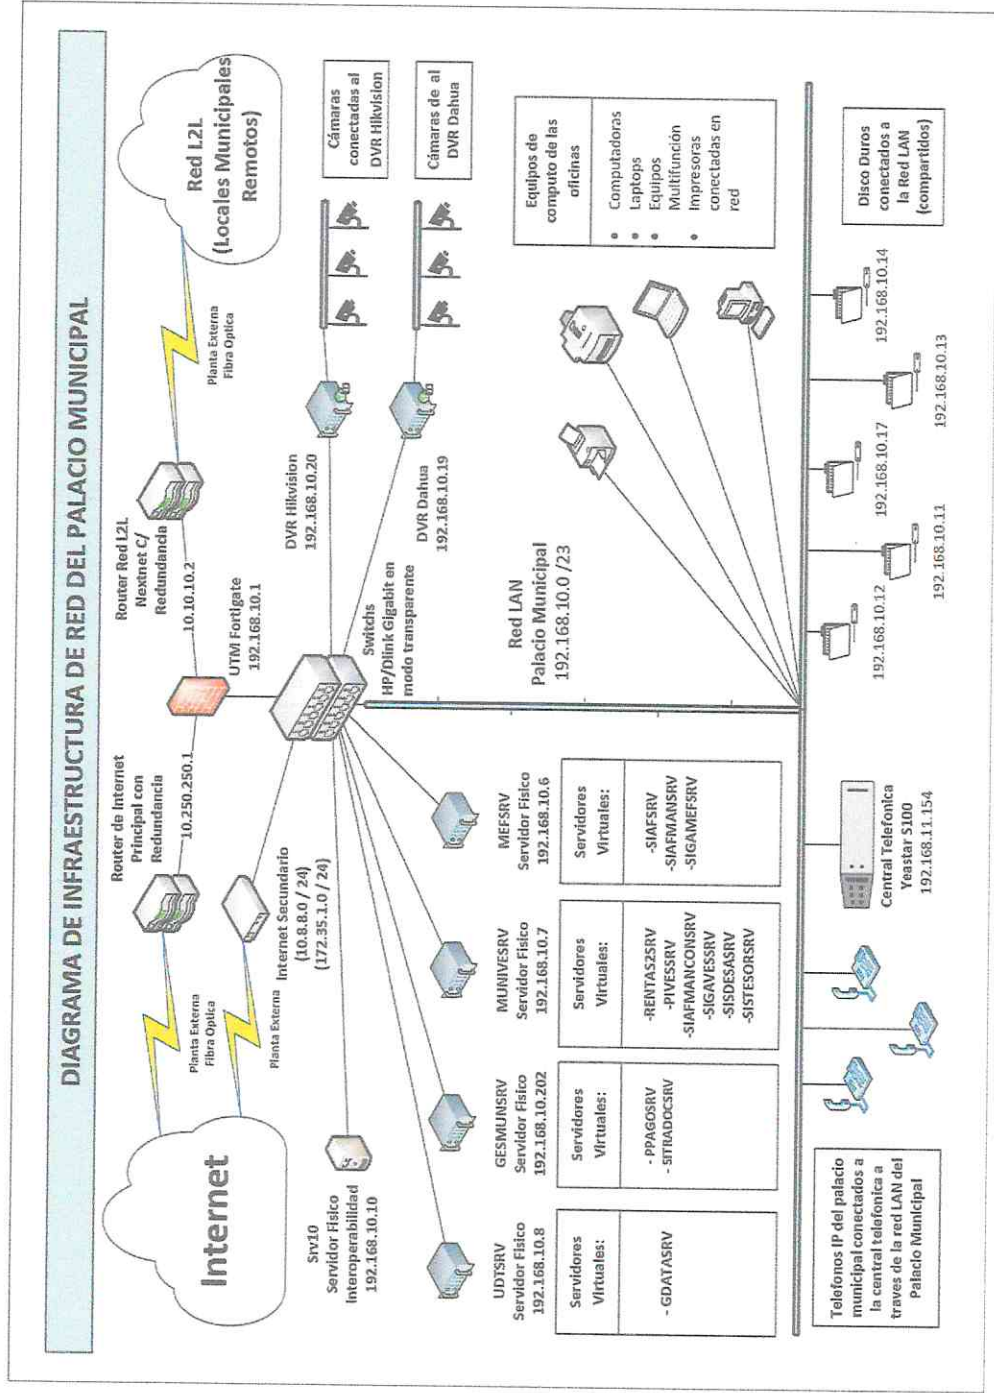 DIAGRAMA DE INFRAESTRUCTURA DE RED DEL PALACIO MUNICIPAL
Internet
Planta Externa
Fibra Optica
Planta Externa
Router de Internet
Principal con
Redundancia
10.250.250.1
Internet Secundario
(10.8.8.0 / 24)
(172.35.1.0 / 24)
UTM Fortigate
192.168.10.1
Router Red L2L
Nextnet C/
Redundancia
10.10.10.2
Planta Externa
Fibra Optica
Red L2L
(Locales Municipales
Remotos)
Switchs
HP/Dlink Gigabit en
modo transparente
DVR Hikvision
192.168.10.20
Cámaras
conectadas al
DVR Hikvision
DVR Dahua
192.168.10.19
Cámaras de al
DVR Dahua
Srv10
Servidor Fisico
Interoperabilidad
192.168.10.10
UDTSRV
Servidor Fisico
192.168.10.8
Servidores
Virtuales:
- GDATASRV
GESMUNSRV
Servidor Fisico
192.168.10.202
Servidores
Virtuales:
- PPAGOSRV
- SITRADOCSRV
MUNIVESRV
Servidor Fisico
192.168.10.7
Servidores
Virtuales:
-RENTAS2SRV
-PIVESSRV
-SIAFMANCONSRV
-SIGAVESSRV
-SISDESASRV
-SISTESORSRV
MEFSRV
Servidor Fisico
192.168.10.6
Servidores
Virtuales:
-SIAFSRV
-SIAFMANSRV
-SIGAMEFSRV
Red LAN
Palacio Municipal
192.168.10.0 /23
Equipos de
computo de las
oficinas
• Computadoras
• Laptops
• Equipos
Multifunción
• Impresoras
conectadas en
red
Telefonos IP del palacio
municipal conectados a
la central telefonica a
traves de la red LAN del
Palacio Municipal
Central Telefonica
Yeastar S100
192.168.11.154
192.168.10.12
192.168.10.11
192.168.10.17
192.168.10.13
192.168.10.14
Disco Duros
conectados a
la Red LAN
(compartidos)